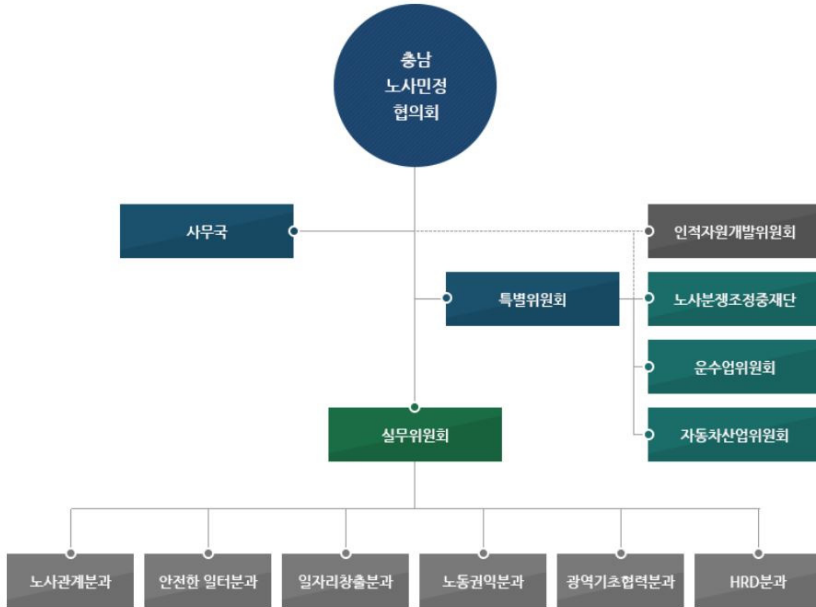 충남
노사민정
협의회
사무국
인적자원개발위원회
특별위원회
노사분쟁조정중재단
운수업위원회
실무위원회
자동차산업위원회
노사관계분과
안전한 일터분과
일자리창출분과
노동권익분과
광역기초협력분과
HRD분과